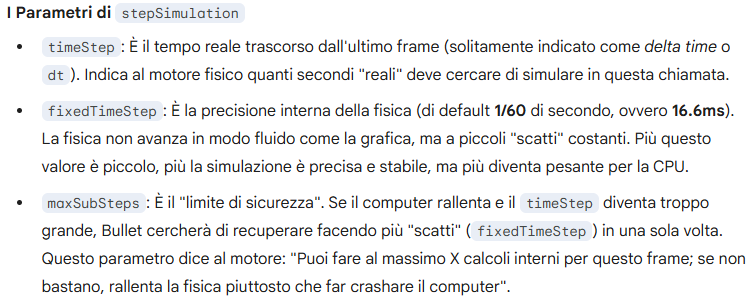 I Parametri di stepSimulation
• timeStep: È il tempo reale trascorso dall'ultimo frame (solitamente indicato come delta time o
dt). Indica al motore fisico quanti secondi "reali" deve cercare di simulare in questa chiamata.
• fixedTimeStep: È la precisione interna della fisica (di default 1/60 di secondo, ovvero 16.6ms).
La fisica non avanza in modo fluido come la grafica, ma a piccoli "scatti" costanti. Più questo
valore è piccolo, più la simulazione è precisa e stabile, ma più diventa pesante per la CPU.
• maxSubSteps: È il "limite di sicurezza". Se il computer rallenta e il timeStep diventa troppo
grande, Bullet cercherà di recuperare facendo più "scatti" (fixedTimeStep) in una sola volta.
Questo parametro dice al motore: "Puoi fare al massimo X calcoli interni per questo frame; se non
bastano, rallenta la fisica piuttosto che far crashare il computer".